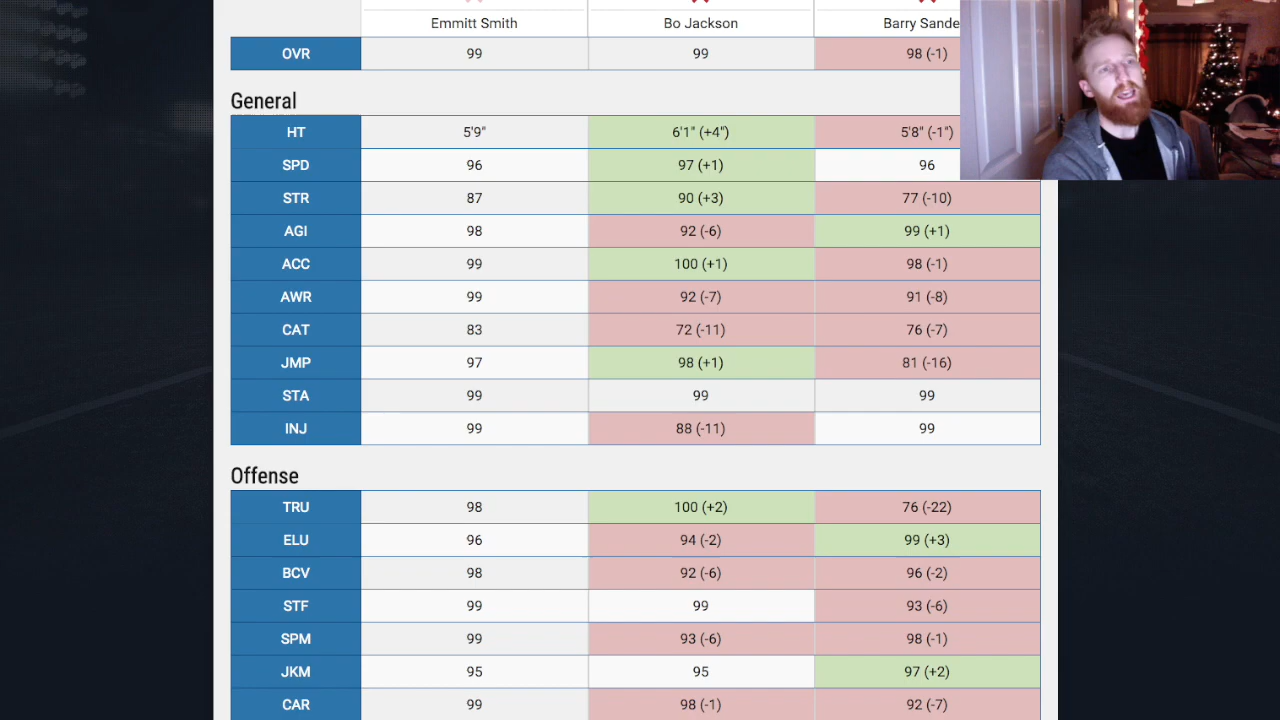 Emmitt Smith Bo Jackson Barry Sande
OVR 99 99 98 (-1)
General
HT 5'9" 6'1" (+4") 5'8" (-1")
SPD 96 97 (+1) 96
STR 87 90 (+3) 77 (-10)
AGI 98 92 (-6) 99 (+1)
ACC 99 100 (+1) 98 (-1)
AWR 99 92 (-7) 91 (-8)
CAT 83 72 (-11) 76 (-7)
JMP 97 98 (+1) 81 (-16)
STA 99 99 99
INJ 99 88 (-11) 99
Offense
TRU 98 100 (+2) 76 (-22)
ELU 96 94 (-2) 99 (+3)
BCV 98 92 (-6) 96 (-2)
STF 99 99 93 (-6)
SPM 99 93 (-6) 98 (-1)
JKM 95 95 97 (+2)
CAR 99 98 (-1) 92 (-7)